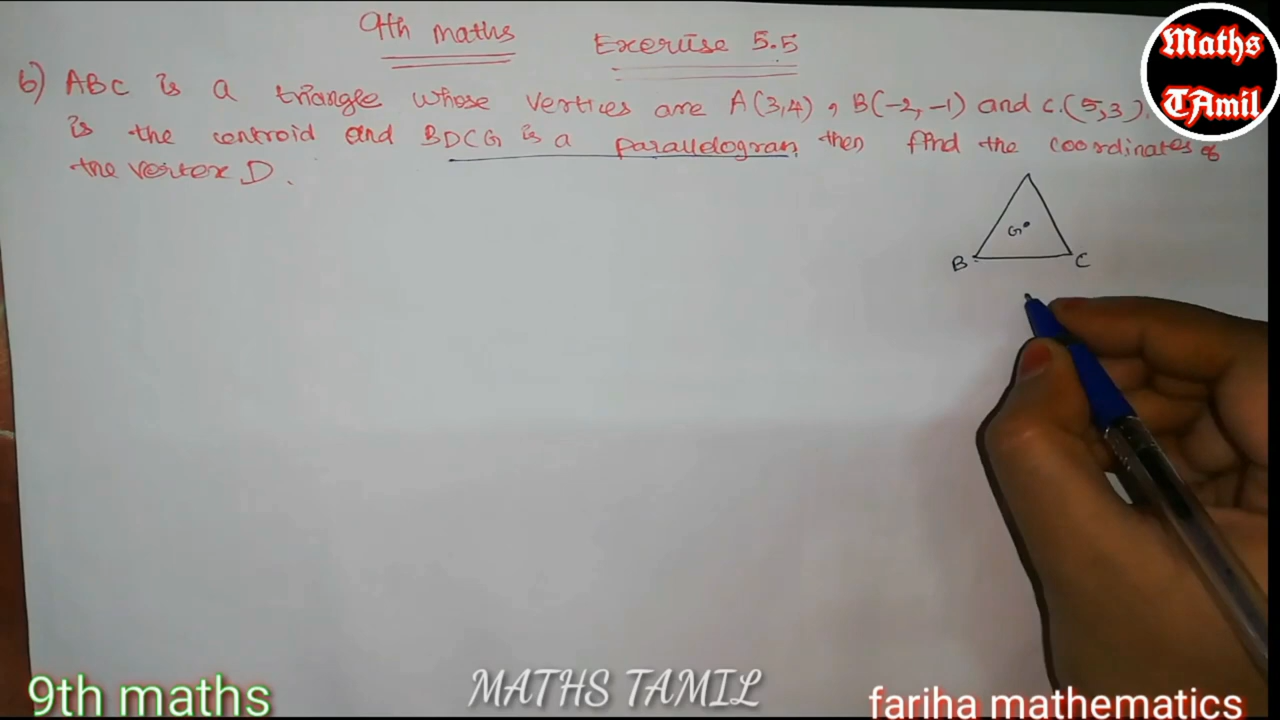 9th maths Exercise 5.5
6) ABC is a triangle whose vertices are A(3,4), B(-2,-1) and C.(5,3).
is the centroid and BDCG is a parallelogram then find the coordinates of
the vertex D.
G
B C
Maths
TAmil
9th maths MATHS TAMIL fariha mathematics